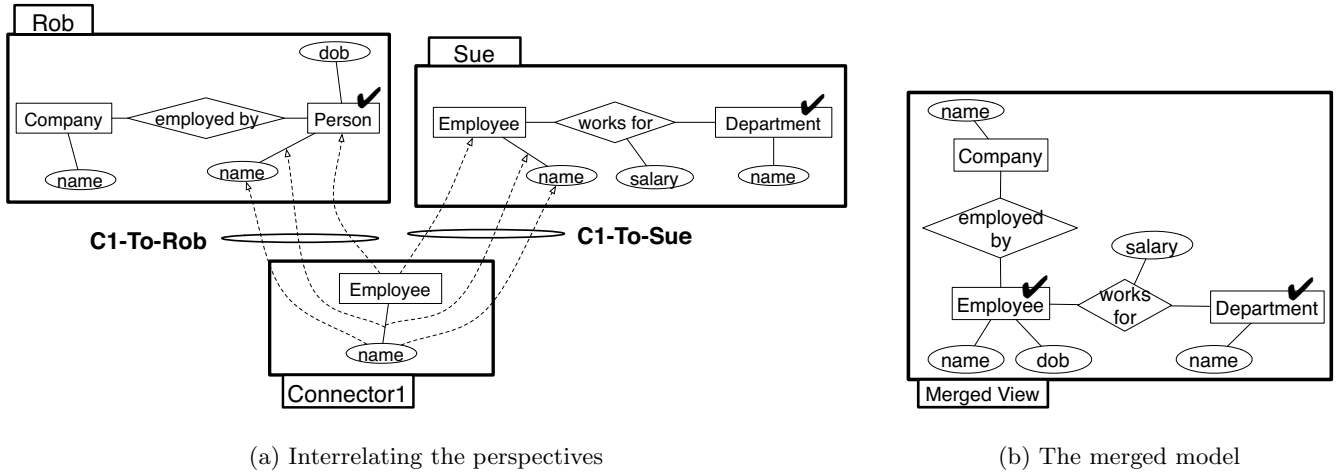 Rob
dob
Company
employed by
Person
name
name
Sue
Employee
works for
Department
name
salary
name
C1-To-Rob
C1-To-Sue
Employee
name
Connector1
(a) Interrelating the perspectives
name
Company
employed
by
salary
Employee
works
for
Department
name
dob
name
Merged View
(b) The merged model